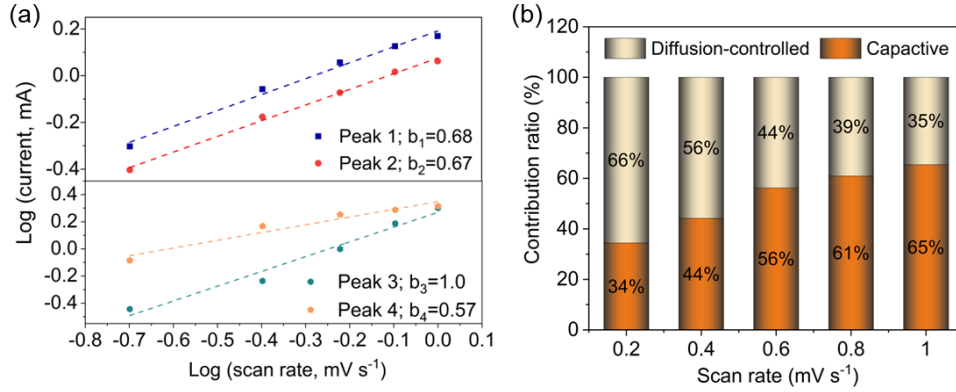 (a)
Log (current, mA)
0.2
0.0
-0.2
-0.4
Peak 1; b1=0.68
Peak 2; b2=0.67
0.4
0.2
0.0
-0.2
-0.4
Peak 3; b3=1.0
Peak 4; b4=0.57
-0.8 -0.7 -0.6 -0.5 -0.4 -0.3 -0.2 -0.1 0.0 0.1
Log (scan rate, mV s-1)
(b)
Diffusion-controlled Capactive
Contribution ratio (%)
120
100
80
60
40
20
0
66% 56% 44% 39% 35%
34% 44% 56% 61% 65%
0.2 0.4 0.6 0.8 1
Scan rate (mV s-1)